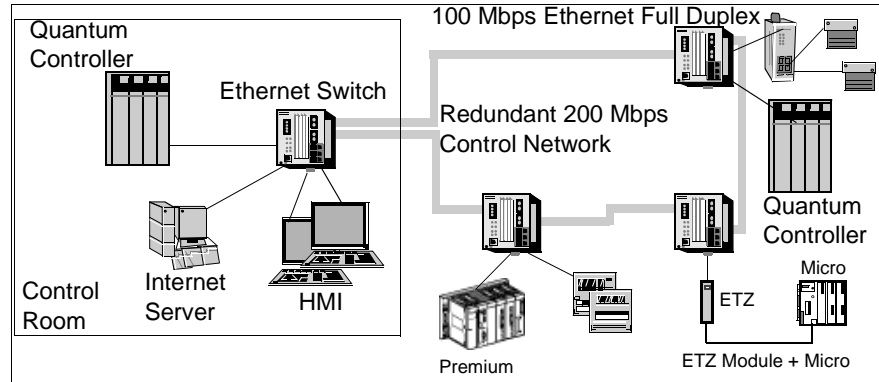 100 Mbps Ethernet Full Duplex
Quantum
Controller
Ethernet Switch
Redundant 200 Mbps
Control Network
Quantum
Controller
Internet
Server
HMI
Control
Room
Premium
ETZ
Micro
ETZ Module + Micro